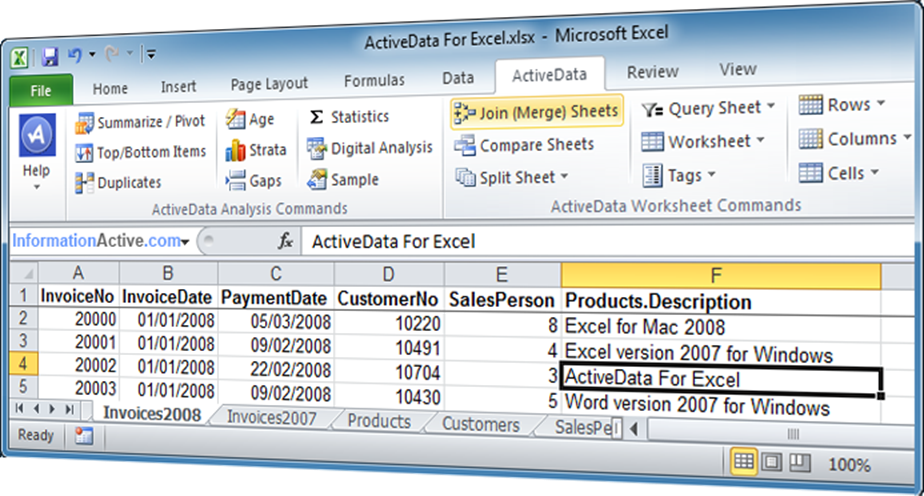 ActiveData For Excel.xlsx - Microsoft Excel
File Home Insert Page Layout Formulas Data ActiveData Review View
Summarize / Pivot Age Σ Statistics Join (Merge) Sheets Query Sheet Rows
Top/Bottom Items Strata Digital Analysis Compare Sheets Worksheet Columns
Help Duplicates Gaps Sample Split Sheet Tags Cells
ActiveData Analysis Commands ActiveData Worksheet Commands
InformationActive.com fx ActiveData For Excel
A B C D E F
1 InvoiceNo InvoiceDate PaymentDate CustomerNo SalesPerson Products.Description
2 20000 01/01/2008 05/03/2008 10220 8 Excel for Mac 2008
3 20001 01/01/2008 09/02/2008 10491 4 Excel version 2007 for Windows
4 20002 01/01/2008 22/02/2008 10704 3 ActiveData For Excel
5 20003 01/01/2008 09/02/2008 10430 5 Word version 2007 for Windows
Invoices2008 Invoices2007 Products Customers SalesPe
Ready 100%